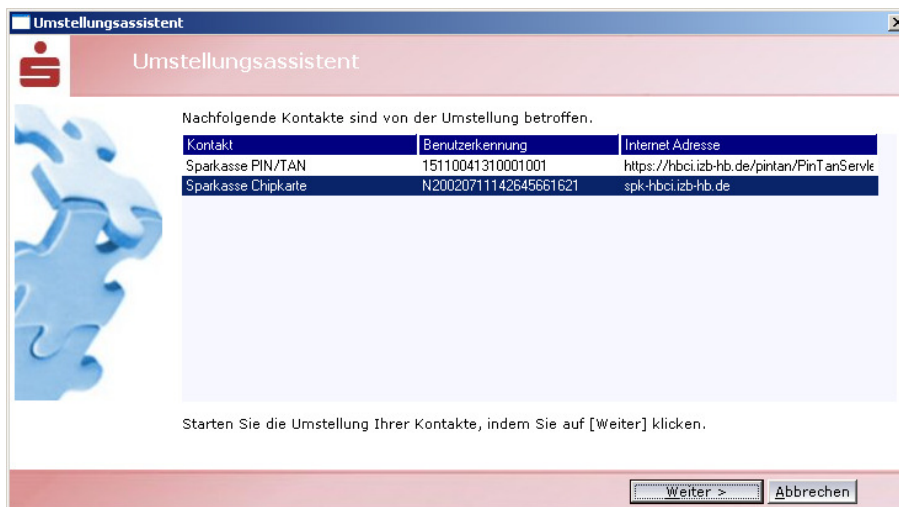 Umstellungsassistent
Umstellungsassistent
Nachfolgende Kontakte sind von der Umstellung betroffen.
Kontakt Benutzerkennung Internet Adresse
Sparkasse PIN/TAN 15110041310001001 https://hbci.izb-hb.de/pintan/PinTanServle
Sparkasse Chipkarte N20020711142645661621 spk-hbci.izb-hb.de
Starten Sie die Umstellung Ihrer Kontakte, indem Sie auf [Weiter] klicken.
Weiter > Abbrechen